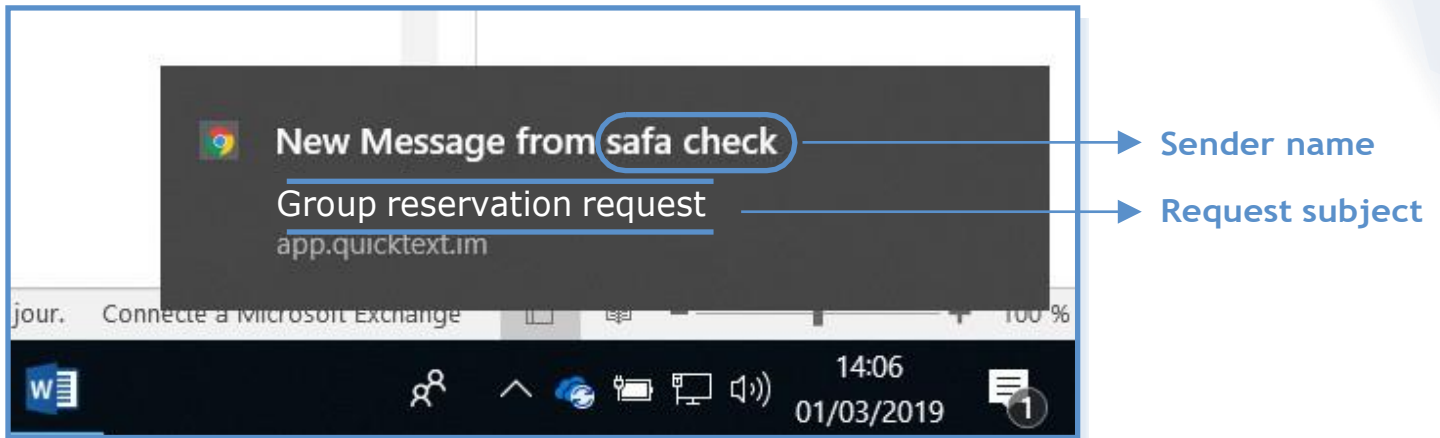 New Message from safa check
Sender name
Group reservation request
Request subject
app.quicktext.im
jour. Connecté à Microsoft Exchange 100 %
W
14:06
01/03/2019
1